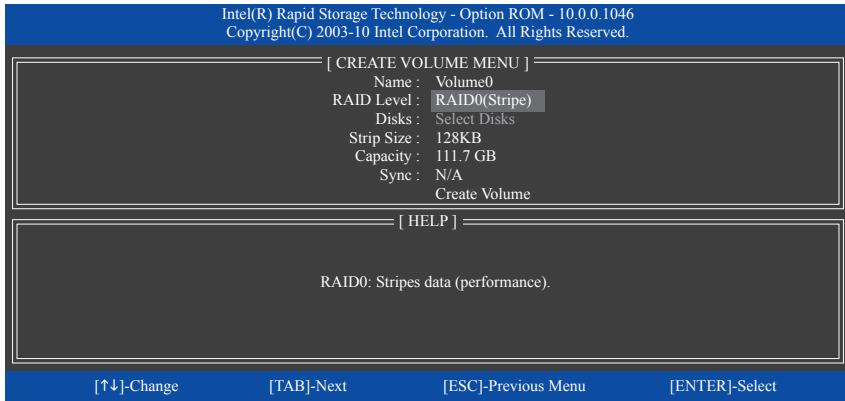 Intel(R) Rapid Storage Technology - Option ROM - 10.0.0.1046
Copyright(C) 2003-10 Intel Corporation.  All Rights Reserved.
[ CREATE VOLUME MENU ]
Name : Volume0
RAID Level : RAID0(Stripe)
Disks : Select Disks
Strip Size : 128KB
Capacity : 111.7 GB
Sync : N/A
Create Volume
[ HELP ]
RAID0: Stripes data (performance).
[↑↓]-Change [TAB]-Next [ESC]-Previous Menu [ENTER]-Select